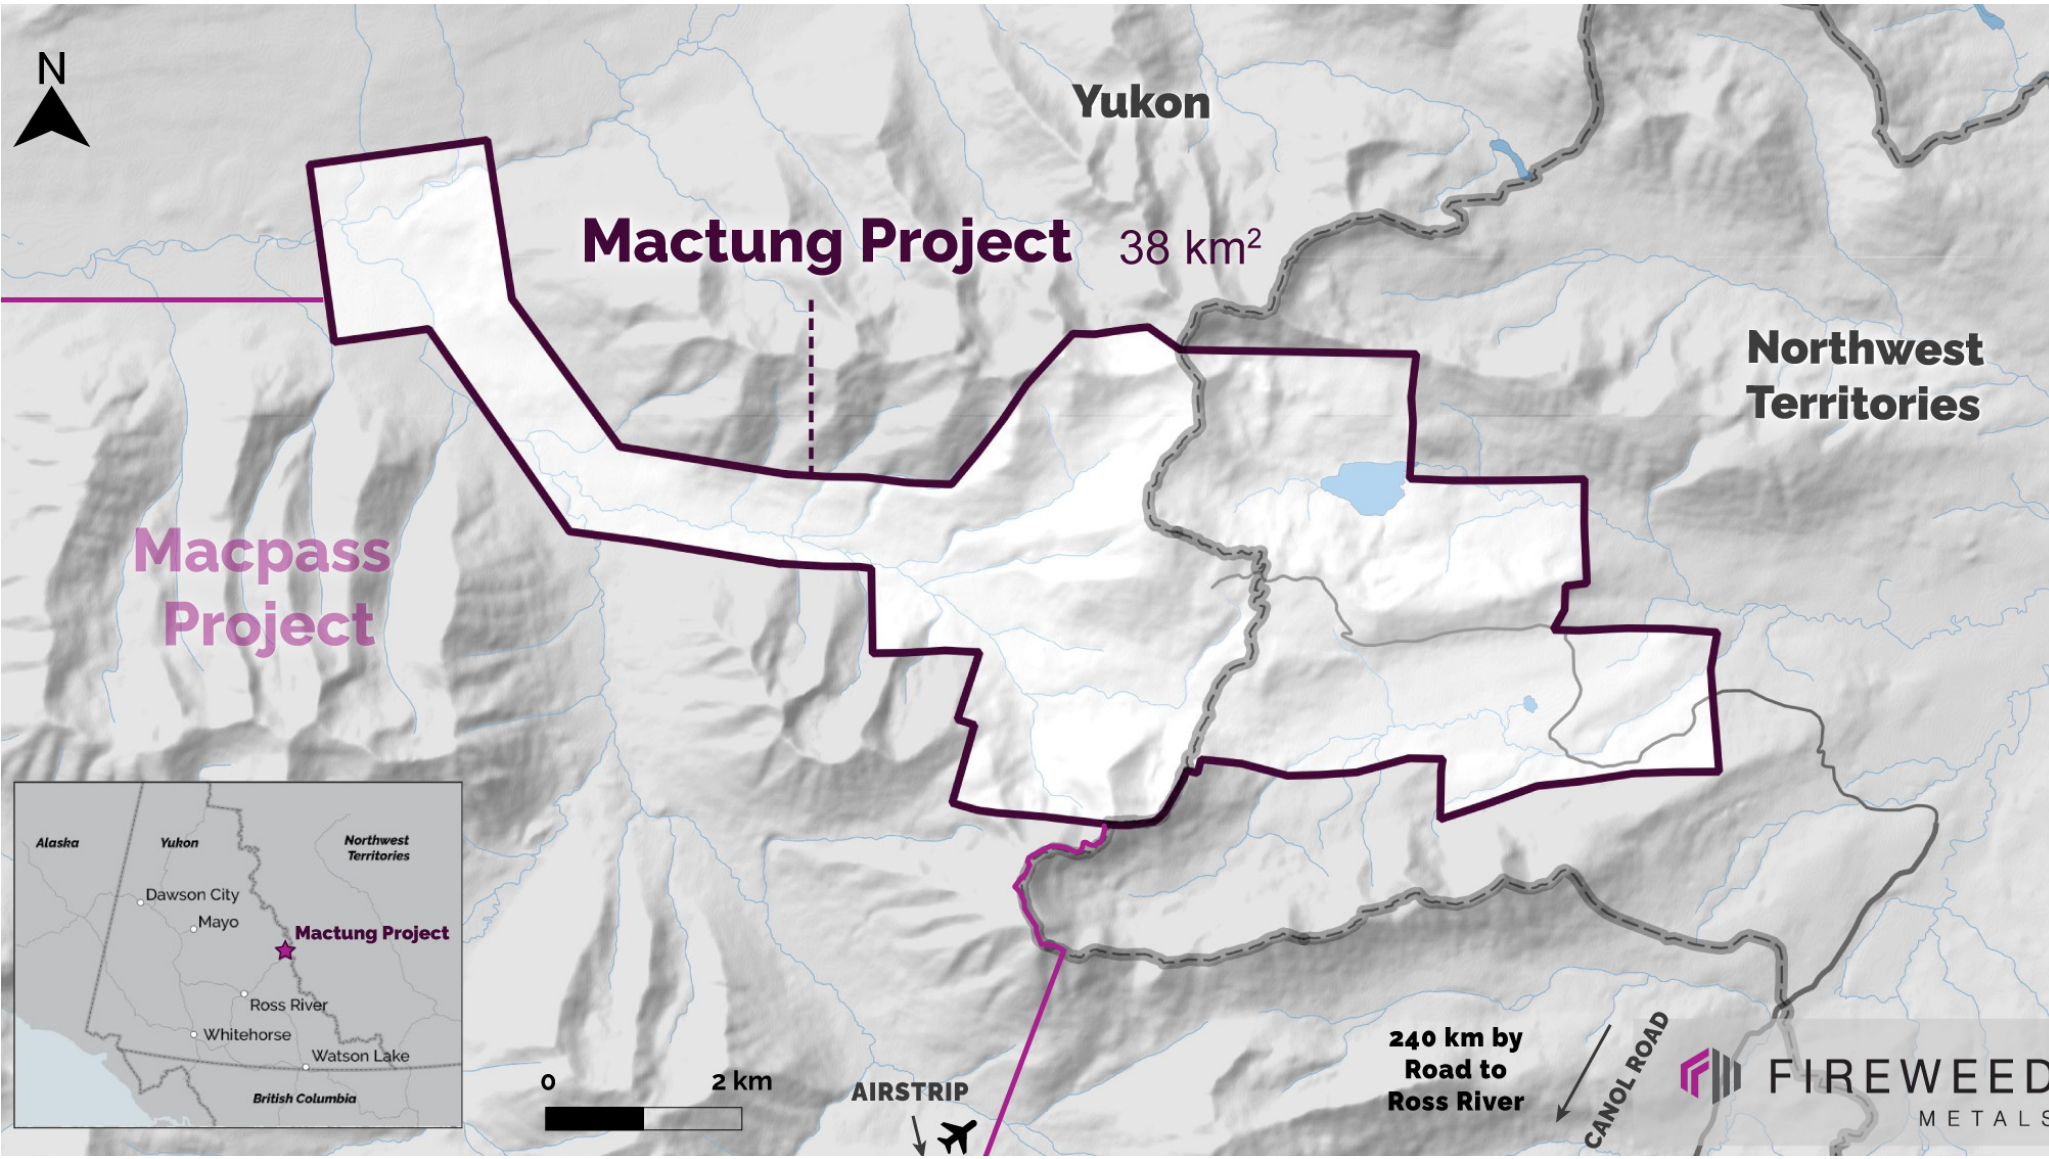 N
Yukon
Mactung Project 38 km²
Northwest
Territories
Macpass
Project
Alaska
Yukon
Northwest
Territories
Dawson City
Mayo
Mactung Project
Ross River
Whitehorse
Watson Lake
British Columbia
0 2 km
AIRSTRIP
240 km by
Road to
Ross River
CANOL ROAD
FIREWEED
METALS